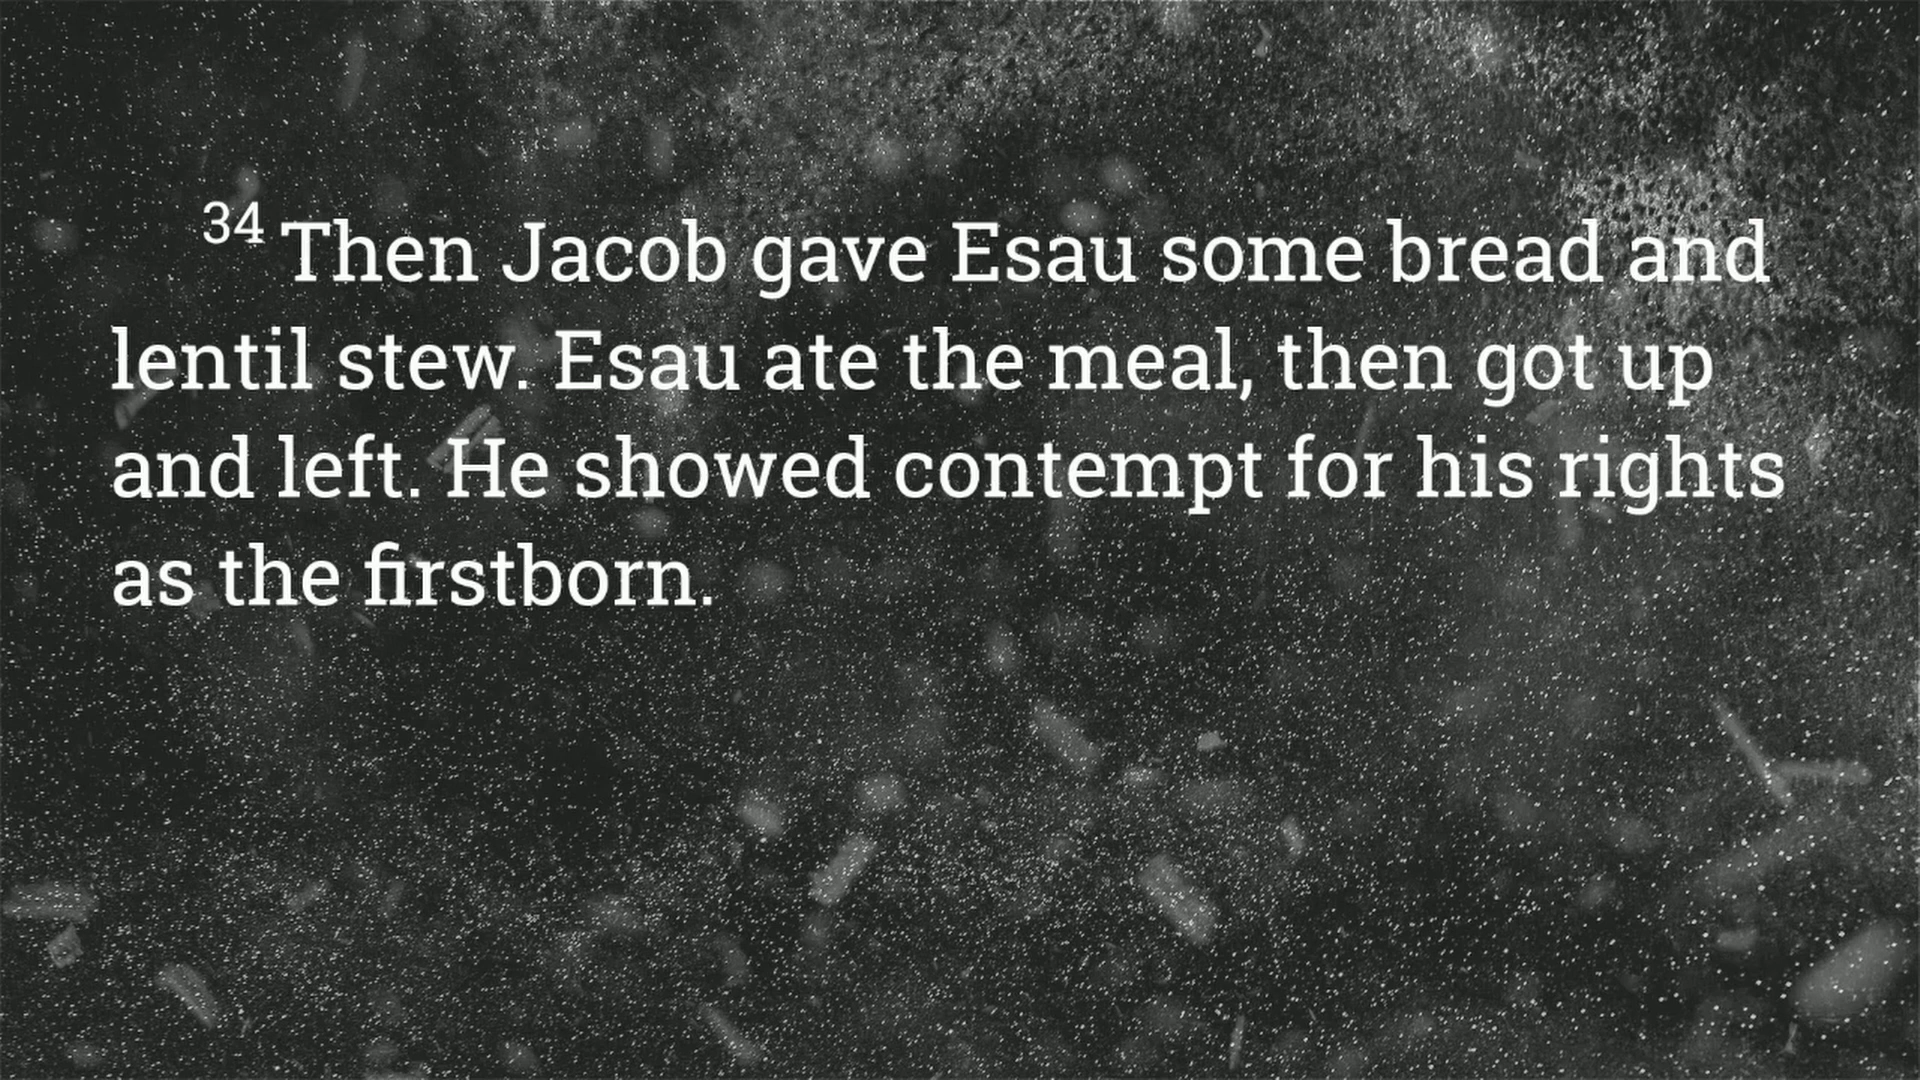 34 Then Jacob gave Esau some bread and
lentil stew. Esau ate the meal, then got up
and left. He showed contempt for his rights
as the firstborn.